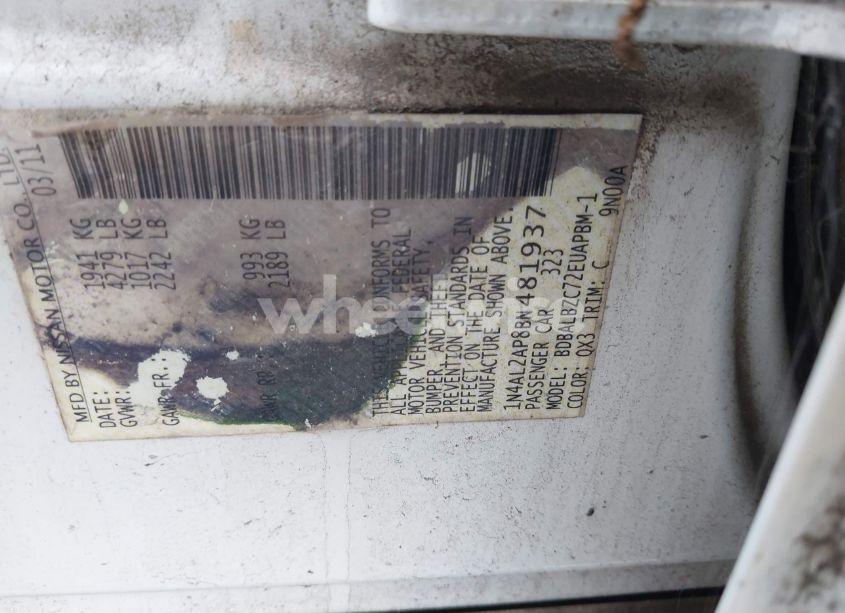 MFD BY NISSAN MOTOR CO. LTD.
DATE: 03/11
GVWR: 1941 KG
4279 LB
GAWR FR. 1017 KG
2242 LB
GAWR RR 993 KG
2189 LB
THIS VEHICLE CONFORMS TO
ALL FEDERAL
MOTOR VEHICLE SAFETY,
BUMPER, AND THEFT
PREVENTION STANDARDS IN
EFFECT ON THE DATE OF
MANUFACTURE SHOWN ABOVE.
1N4AL2AP8BN481937
PASSENGER CAR 323
MODEL: BDBALBZC72EUAPBM-1
COLOR: QX3 TRIM: C 9N00A